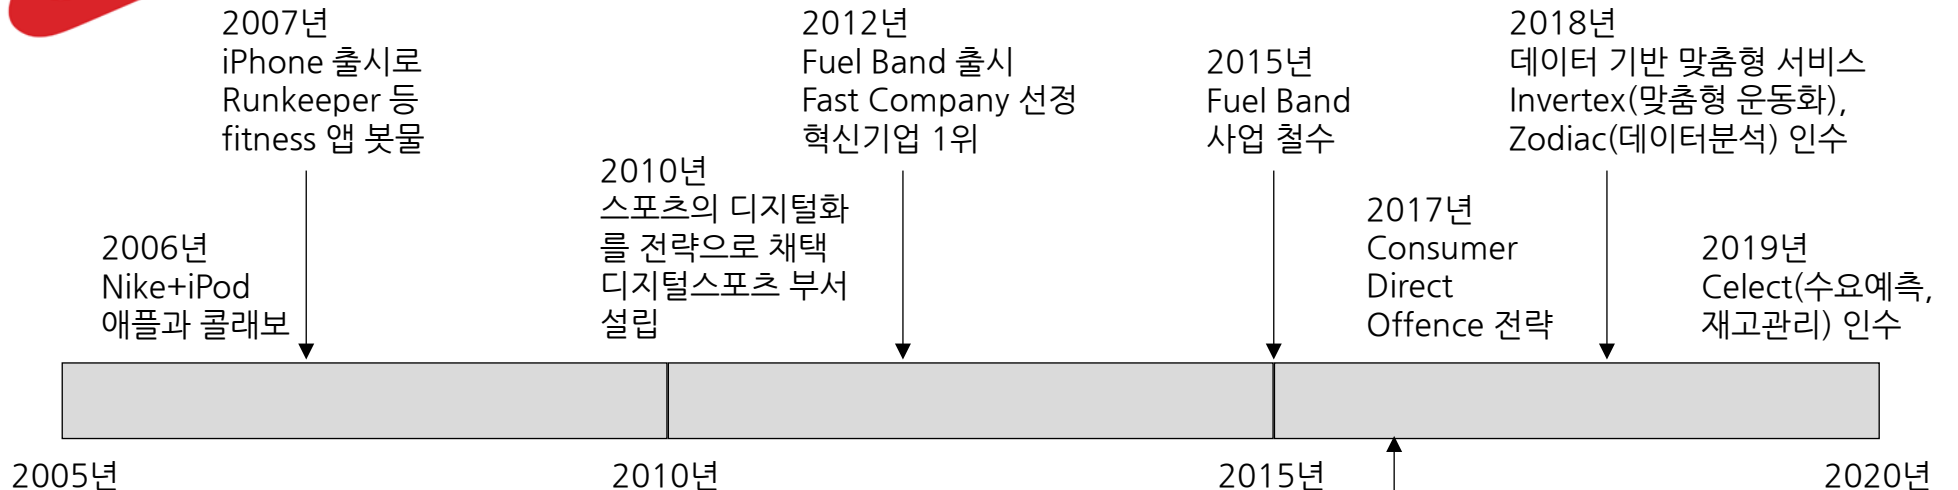 2007년
iPhone 출시로
Runkeeper 등
fitness 앱 봇물
2012년
Fuel Band 출시
Fast Company 선정
혁신기업 1위
2015년
Fuel Band
사업 철수
2018년
데이터 기반 맞춤형 서비스
Invertex(맞춤형 운동화),
Zodiac(데이터분석) 인수
2006년
Nike+iPod
애플과 콜래보
2010년
스포츠의 디지털화
를 전략으로 채택
디지털스포츠 부서
설립
2017년
Consumer
Direct
Offence 전략
2019년
Celect(수요예측,
재고관리) 인수
2005년
2010년
2015년
2020년